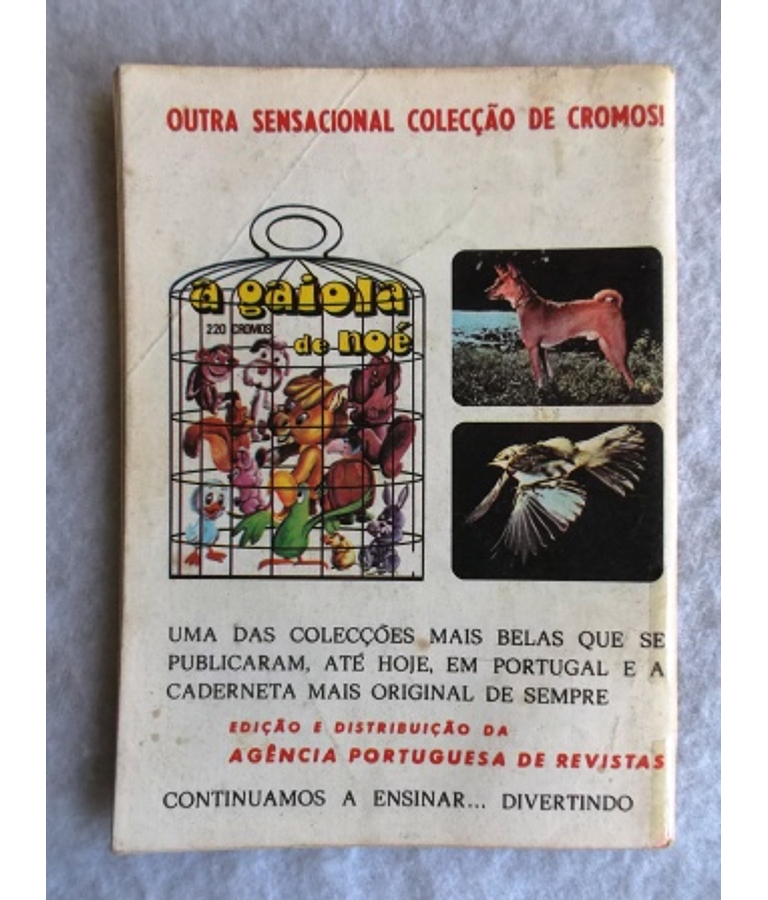 OUTRA SENSACIONAL COLECÇÃO DE CROMOS!
a gaiola
220 CROMOS
de noé
UMA DAS COLECÇÕES MAIS BELAS QUE SE
PUBLICARAM, ATÉ HOJE, EM PORTUGAL E A
CADERNETA MAIS ORIGINAL DE SEMPRE
EDIÇÃO E DISTRIBUIÇÃO DA
AGÊNCIA PORTUGUESA DE REVISTAS
CONTINUAMOS A ENSINAR... DIVERTINDO